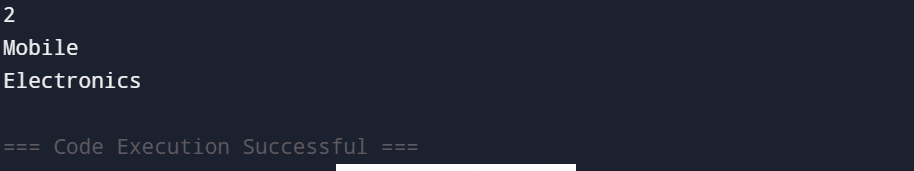 2
Mobile
Electronics
=== Code Execution Successful ===